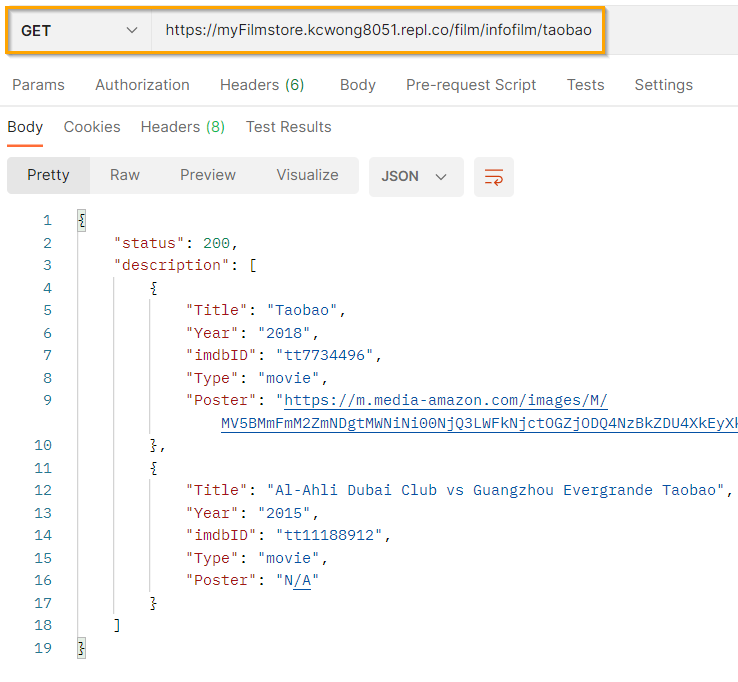 GET https://myFilmstore.kcwong8051.repl.co/film/infofilm/taobao
Params Authorization Headers (6) Body Pre-request Script Tests Settings
Body Cookies Headers (8) Test Results
Pretty Raw Preview Visualize JSON
1 {
2 "status": 200,
3 "description": [
4 {
5 "Title": "Taobao",
6 "Year": "2018",
7 "imdbID": "tt7734496",
8 "Type": "movie",
9 "Poster": "https://m.media-amazon.com/images/M/
MV5BMmFmM2ZmNDgtMWNiNi00NjQ3LWFkNjctOGZjODQ4NzBkZDU4XkEyXk
10 },
11 {
12 "Title": "Al-Ahli Dubai Club vs Guangzhou Evergrande Taobao",
13 "Year": "2015",
14 "imdbID": "tt11188912",
15 "Type": "movie",
16 "Poster": "N/A"
17 }
18 ]
19 }